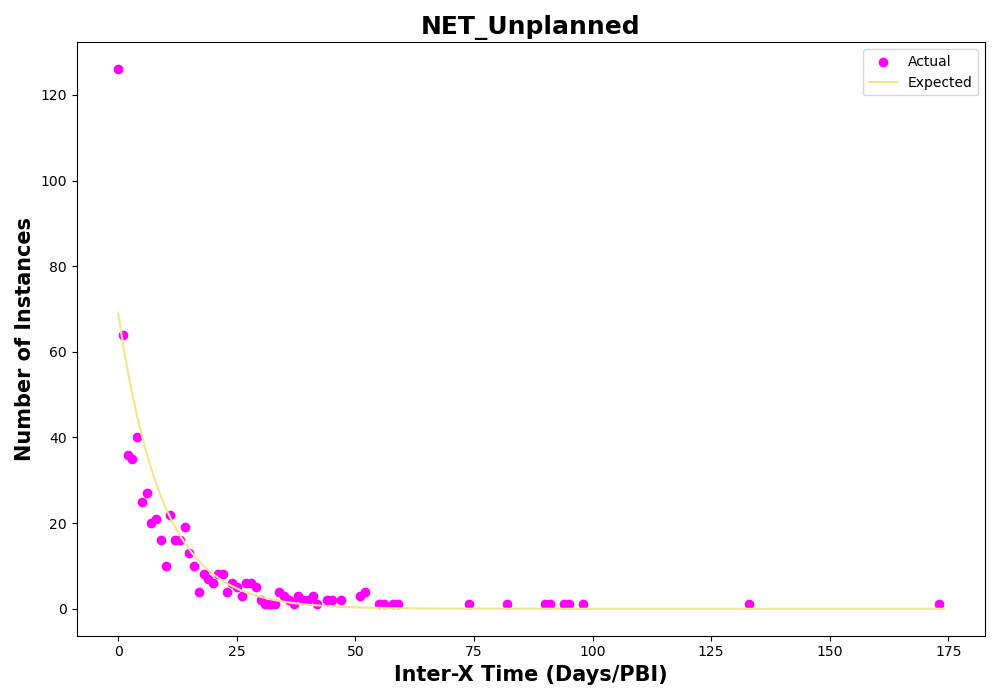 NET_Unplanned
Actual
Expected
Number of Instances
120
100
80
60
40
20
0
0 25 50 75 100 125 150 175
Inter-X Time (Days/PBI)